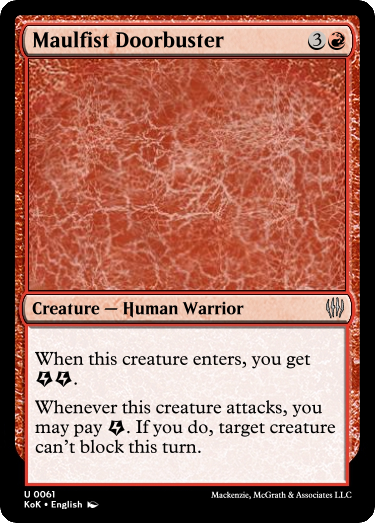 Maulfist Doorbuster 3
Creature — Human Warrior
When this creature enters, you get
.
Whenever this creature attacks, you
may pay . If you do, target creature
can't block this turn.
U 0061
KoK • English
Mackenzie, McGrath & Associates LLC